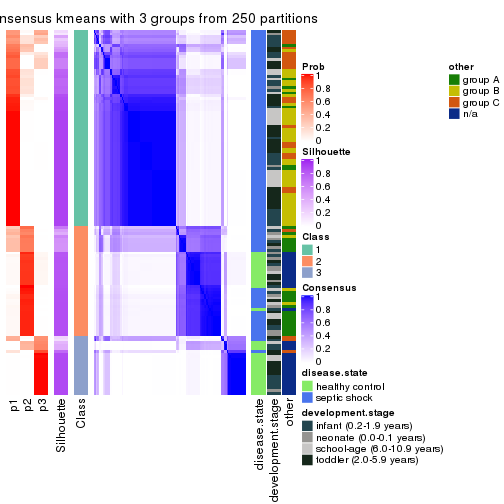 nsensus kmeans with 3 groups from 250 partitions
Prob
1
0.8
0.6
0.4
0.2
0
Silhouette
1
0.8
0.6
0.4
0.2
0
Class
1
2
3
Consensus
1
0.8
0.6
0.4
0.2
0
disease.state
healthy control
septic shock
development.stage
infant (0.2-1.9 years)
neonate (0.0-0.1 years)
school-age (6.0-10.9 years)
toddler (2.0-5.9 years)
other
group A
group B
group C
n/a
p1
p2
p3
Silhouette
Class
disease.state
development.stage
other